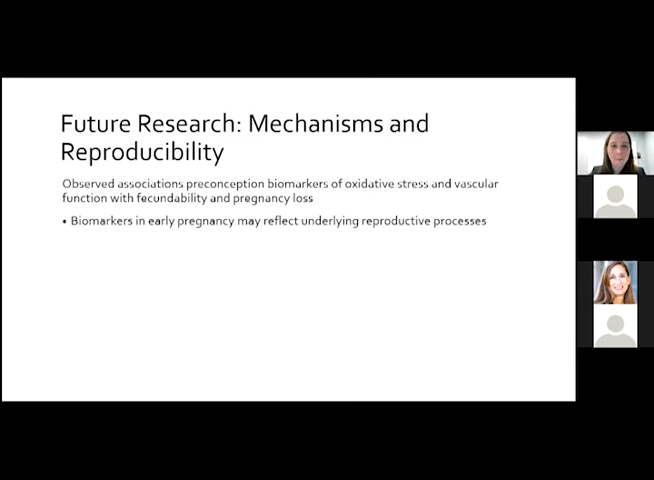 Future Research: Mechanisms and
Reproducibility
Observed associations preconception biomarkers of oxidative stress and vascular
function with fecundability and pregnancy loss
• Biomarkers in early pregnancy may reflect underlying reproductive processes